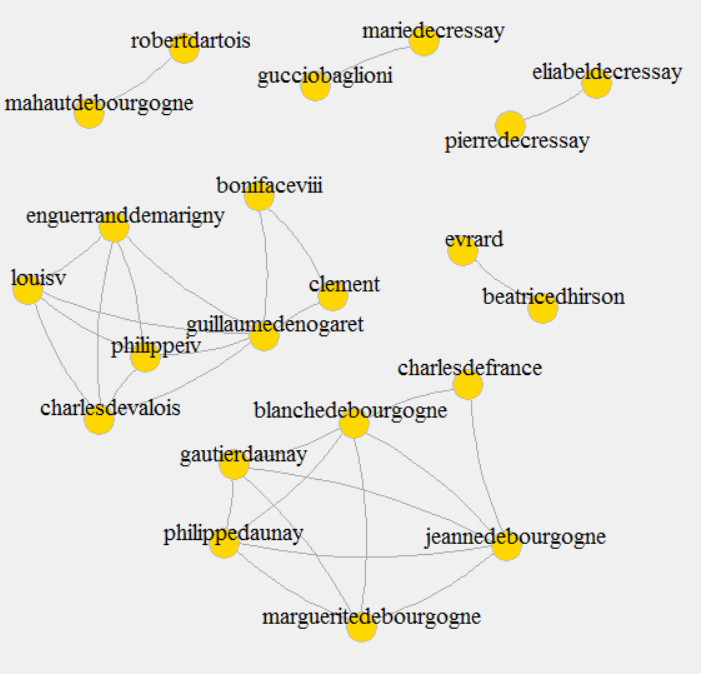 mariedecressay
robertdartois
gucciobaglioni
eliabeldecressay
mahautdebourgogne
pierredecressay
bonifaceviii
enguerranddemarigny
evrard
louisv
clement
beatricedhirson
guillaumedenogaret
philippeiv
charlesdefrance
charlesdevalois
blanchedebourgogne
gautierdaunay
philippedaunay
jeannedebourgogne
margueritedebourgogne